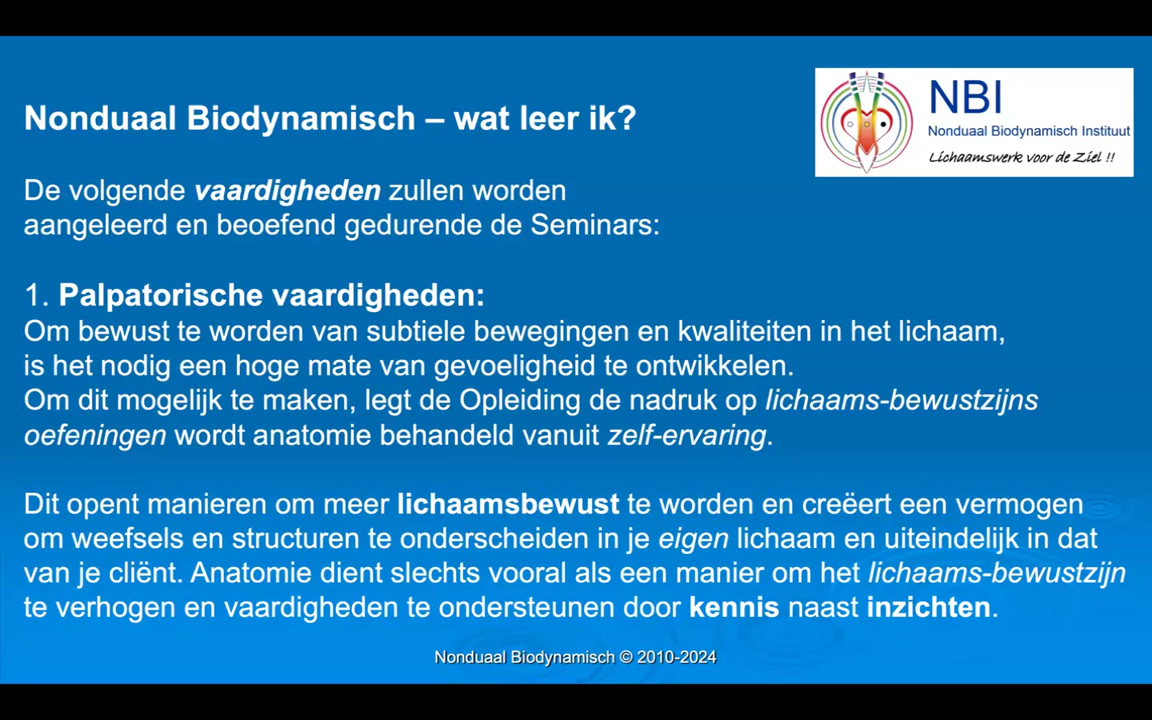 Nonduaal Biodynamisch – wat leer ik?
NBI
Nonduaal Biodynamisch Instituut
Lichaamswerk voor de Ziel !!
De volgende vaardigheden zullen worden
aangeleerd en beoefend gedurende de Seminars:
1. Palpatorische vaardigheden:
Om bewust te worden van subtiele bewegingen en kwaliteiten in het lichaam,
is het nodig een hoge mate van gevoeligheid te ontwikkelen.
Om dit mogelijk te maken, legt de Opleiding de nadruk op lichaams-bewustzijns
oefeningen wordt anatomie behandeld vanuit zelf-ervaring.
Dit opent manieren om meer lichaamsbewust te worden en creëert een vermogen
om weefsels en structuren te onderscheiden in je eigen lichaam en uiteindelijk in dat
van je cliënt. Anatomie dient slechts vooral als een manier om het lichaams-bewustzijn
te verhogen en vaardigheden te ondersteunen door kennis naast inzichten.
Nonduaal Biodynamisch © 2010-2024